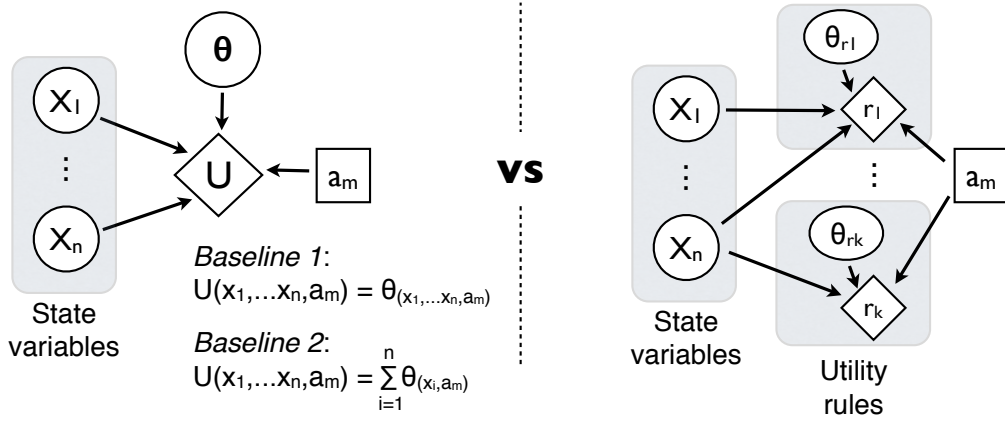 θ
X1
⋮
Xn
U
am
State
variables
Baseline 1:
U(x1,...xn,am) = θ(x1,...xn,am)
Baseline 2:
U(x1,...xn,am) = n∑i=1 θ(xi,am)
vs
θr1
X1
r1
⋮
⋮
am
Xn
θrk
rk
State
variables
Utility
rules